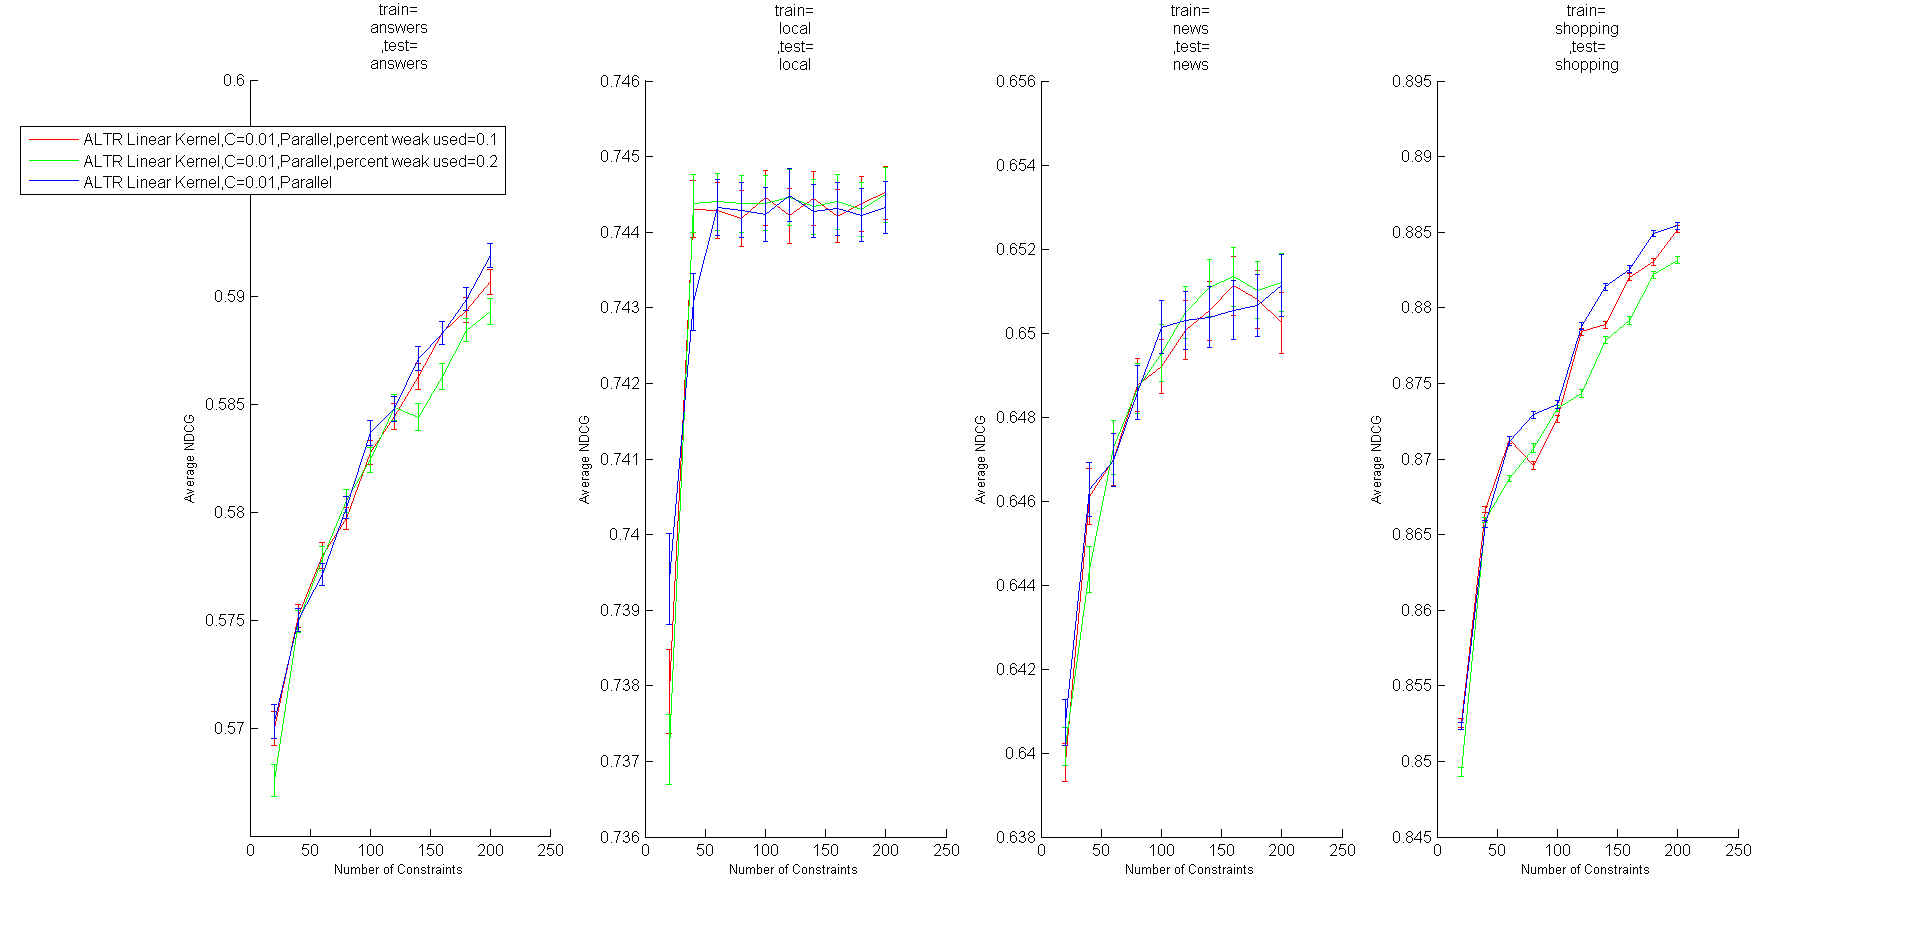 train=
answers
,test=
answers
0.6
0.59
0.585
0.58
0.575
0.57
Average NDCG
0
50
100
150
200
250
Number of Constraints
ALTR Linear Kernel,C=0.01,Parallel,percent weak used=0.1
ALTR Linear Kernel,C=0.01,Parallel,percent weak used=0.2
ALTR Linear Kernel,C=0.01,Parallel
train=
local
,test=
local
0.746
0.745
0.744
0.743
0.742
0.741
0.74
0.739
0.738
0.737
0.736
Average NDCG
0
50
100
150
200
250
Number of Constraints
train=
news
,test=
news
0.656
0.654
0.652
0.65
0.648
0.646
0.644
0.642
0.64
0.638
Average NDCG
0
50
100
150
200
250
Number of Constraints
train=
shopping
,test=
shopping
0.895
0.89
0.885
0.88
0.875
0.87
0.865
0.86
0.855
0.85
0.845
Average NDCG
0
50
100
150
200
250
Number of Constraints